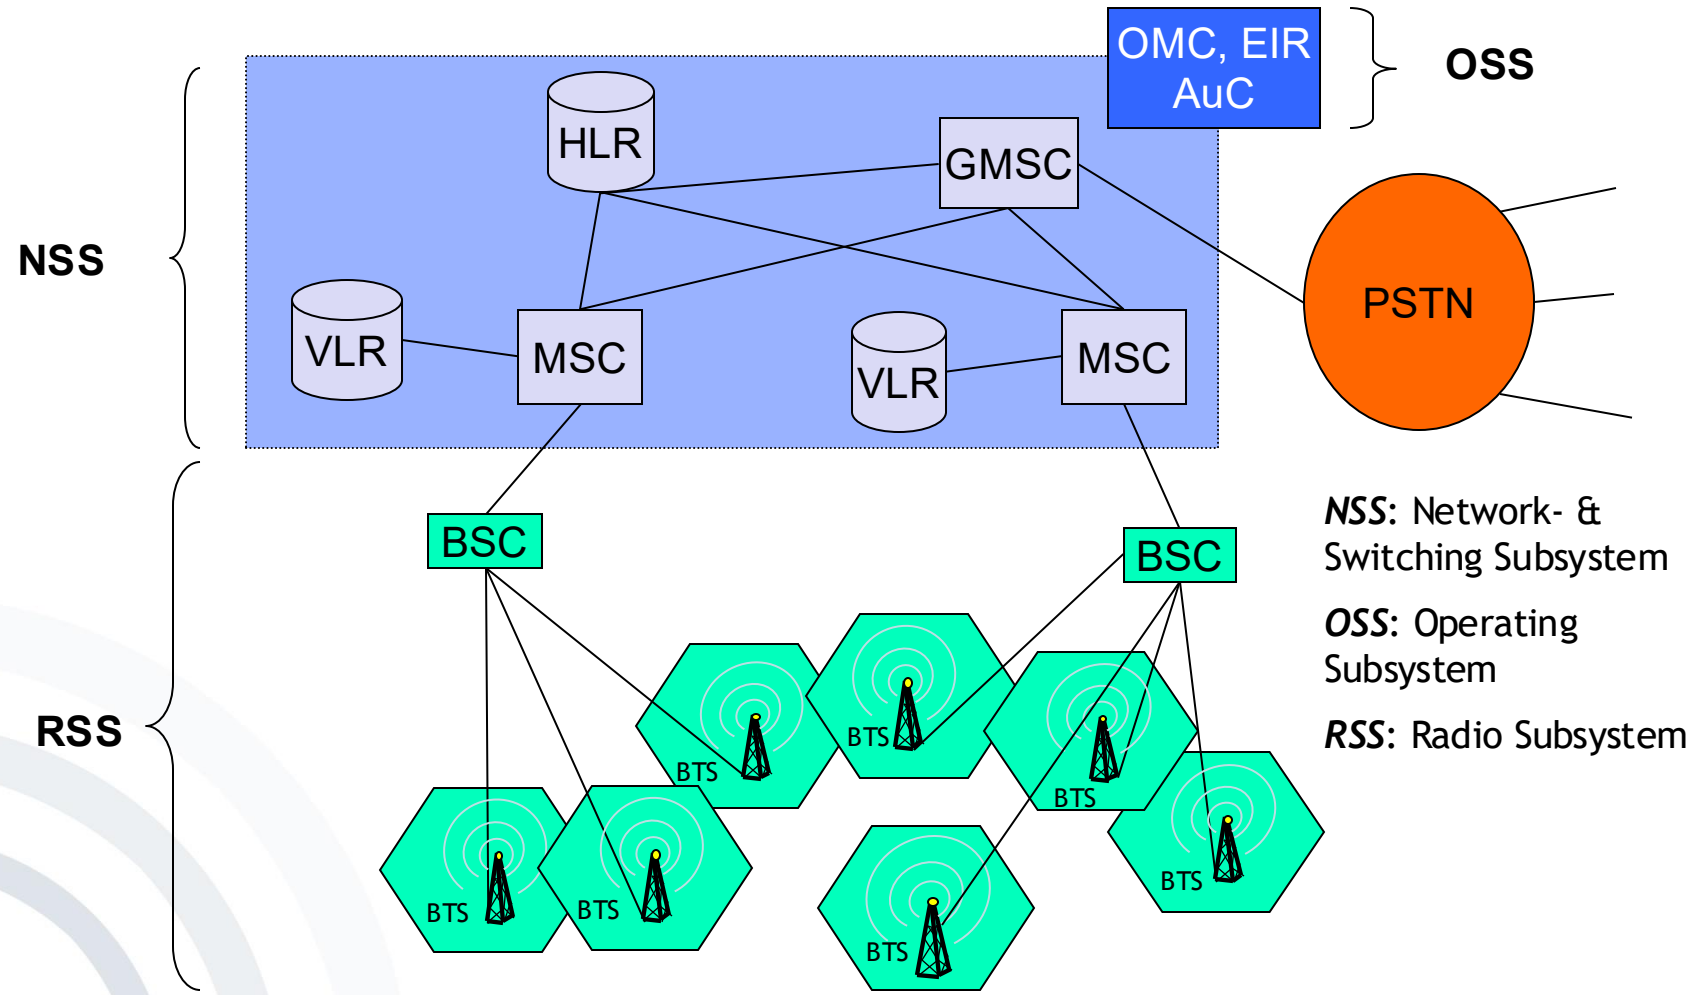 OMC, EIR
AuC
OSS
HLR
GMSC
NSS
PSTN
VLR
MSC
VLR
MSC
BSC
BSC
NSS: Network- &
Switching Subsystem
OSS: Operating
Subsystem
RSS: Radio Subsystem
RSS
BTS
BTS
BTS
BTS
BTS
BTS
BTS